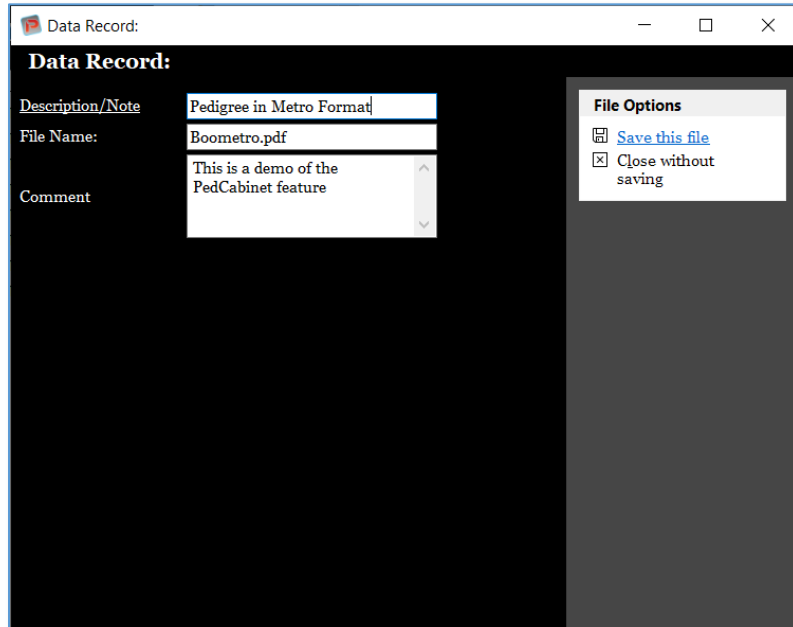 Data Record:
Data Record:
Description/Note
Pedigree in Metro Format
File Name:
Boometro.pdf
Comment
This is a demo of the
PedCabinet feature
File Options
Save this file
Close without
saving